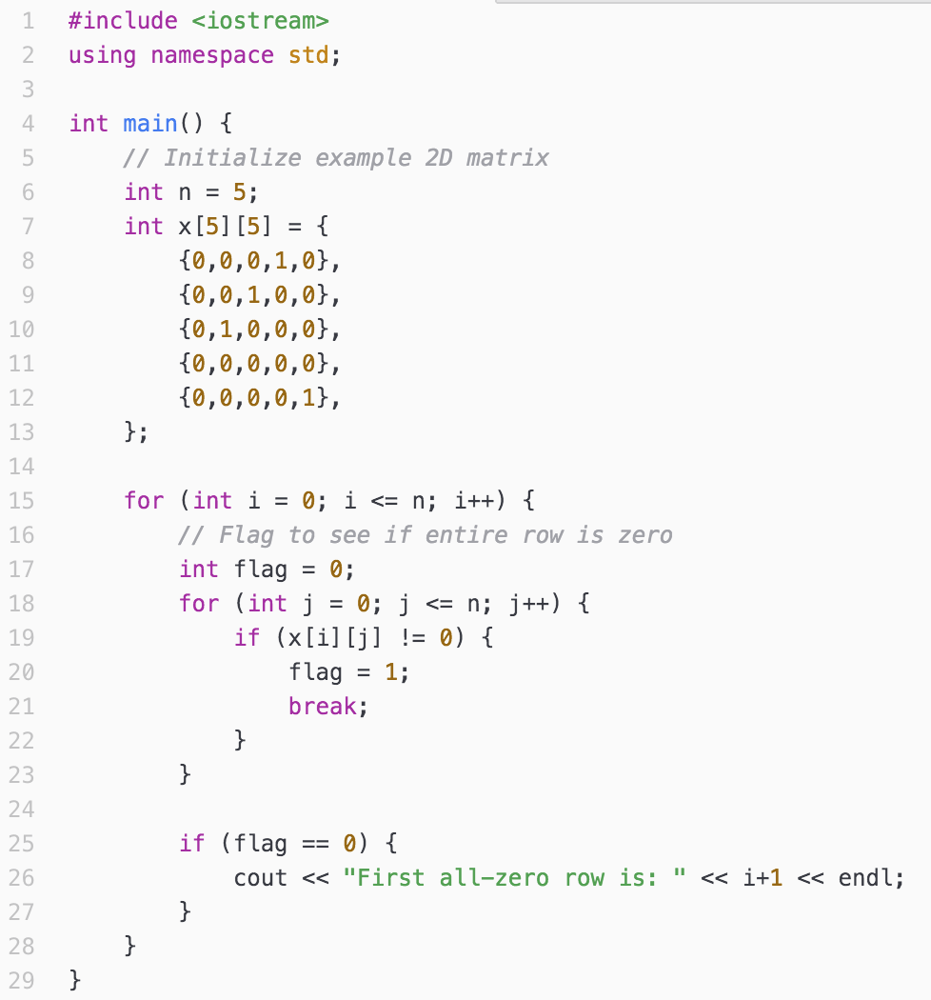 1 #include <iostream>
2 using namespace std;
3
4 int main() {
5     // Initialize example 2D matrix
6     int n = 5;
7     int x[5][5] = {
8         {0,0,0,1,0},
9         {0,0,1,0,0},
10         {0,1,0,0,0},
11         {0,0,0,0,0},
12         {0,0,0,0,1},
13     };
14
15     for (int i = 0; i <= n; i++) {
16         // Flag to see if entire row is zero
17         int flag = 0;
18         for (int j = 0; j <= n; j++) {
19             if (x[i][j] != 0) {
20                 flag = 1;
21                 break;
22             }
23         }
24
25         if (flag == 0) {
26             cout << "First all-zero row is: " << i+1 << endl;
27         }
28     }
29 }